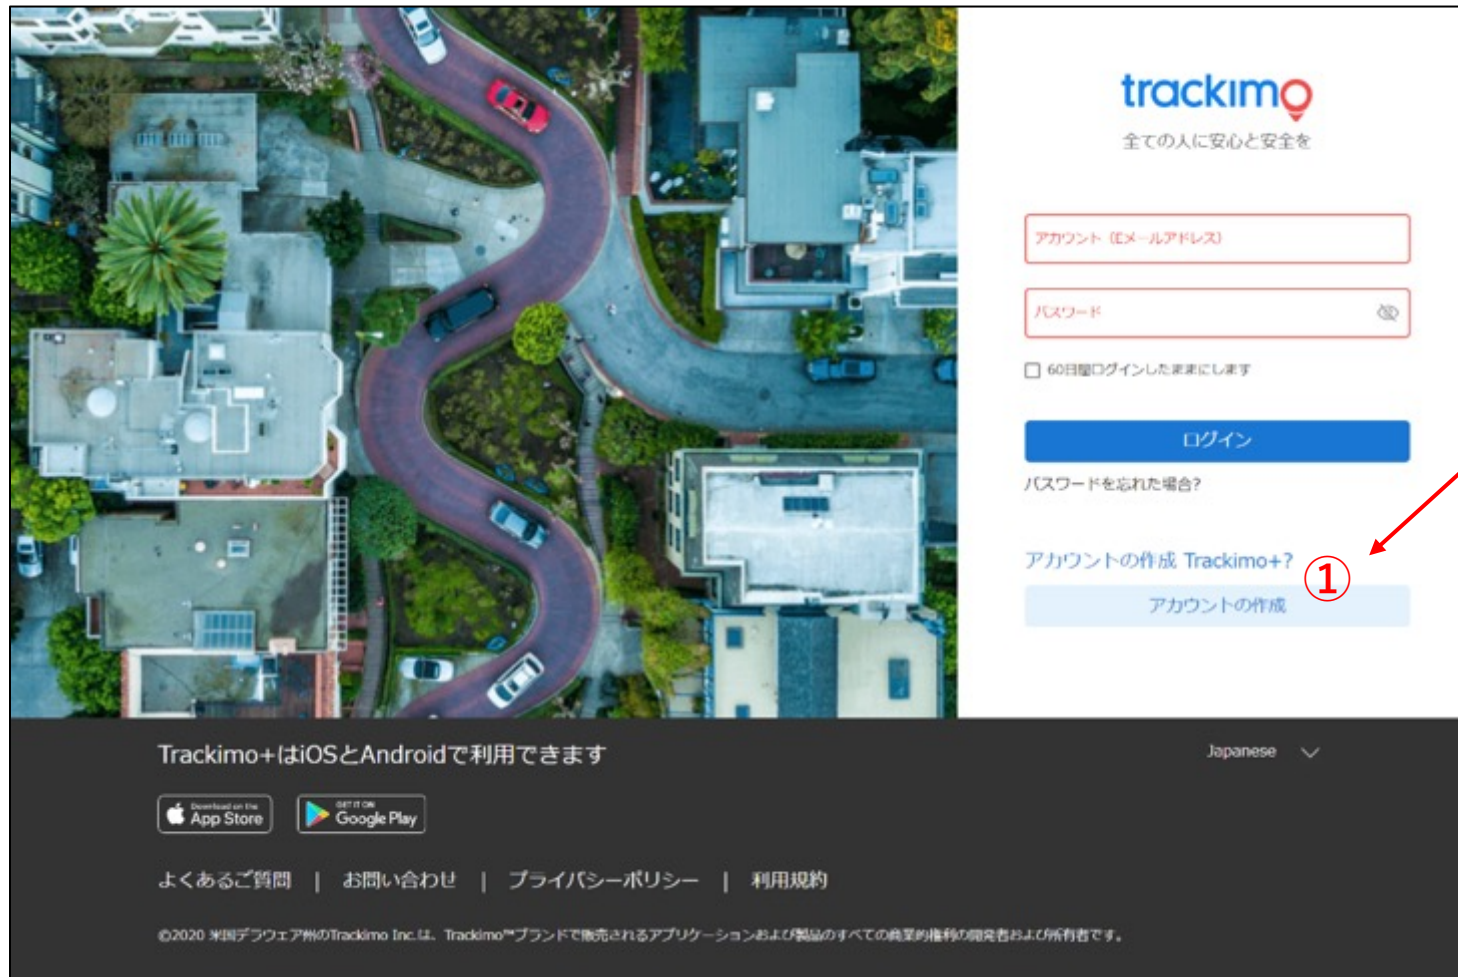 trackimo
全ての人に安心と安全を
アカウント（Eメールアドレス）
パスワード
60日間ログインしたままにします
ログイン
パスワードを忘れた場合?
アカウントの作成 Trackimo+?
①
アカウントの作成
Trackimo+はiOSとAndroidで利用できます
Japanese
Download on the
App Store
GET IT ON
Google Play
よくあるご質問 | お問い合わせ | プライバシーポリシー | 利用規約
©2020 米国デラウェア州のTrackimo Inc.は、Trackimo™ブランドで販売されるアプリケーションおよび製品のすべての商業的権利の開発者および所有者です。